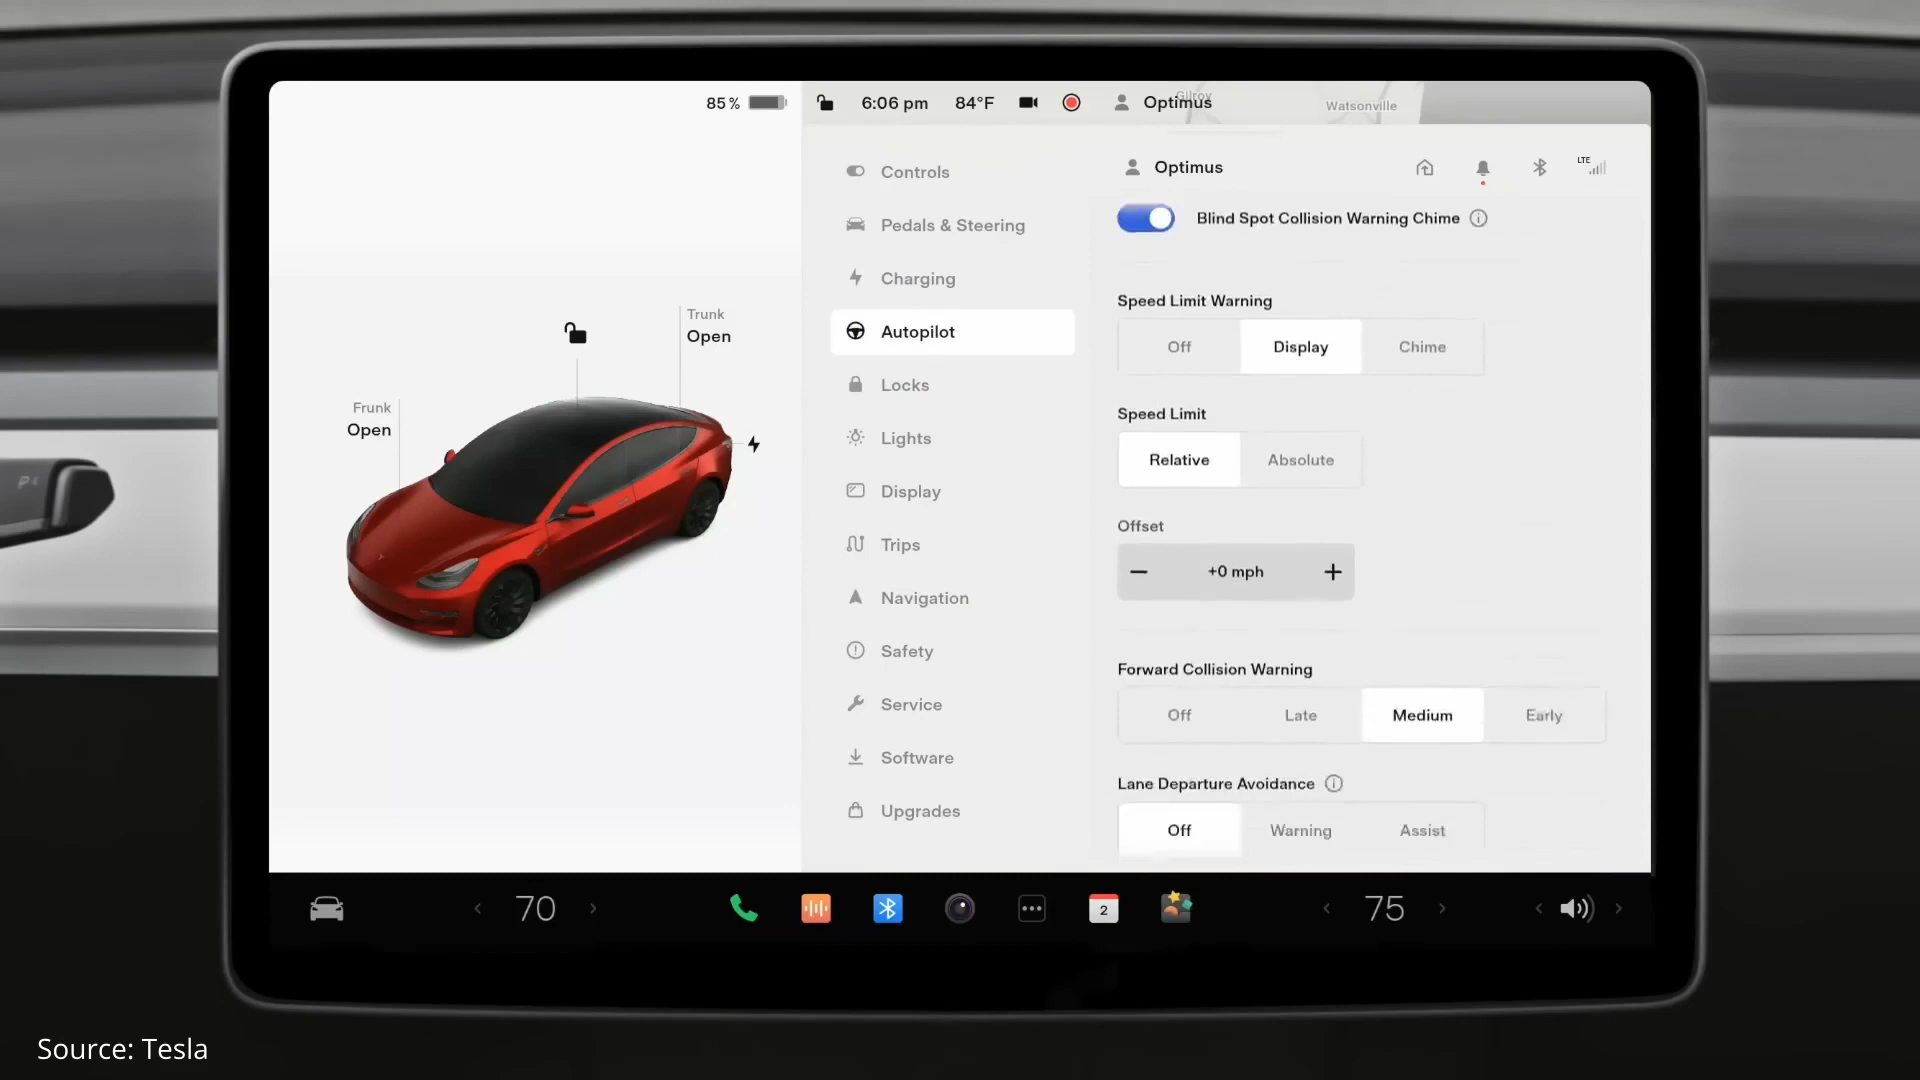 85 %
6:06 pm
84°F
Optimus
Gilroy
Watsonville
Trunk
Open
Frunk
Open
Controls
Pedals & Steering
Charging
Autopilot
Locks
Lights
Display
Trips
Navigation
Safety
Service
Software
Upgrades
Optimus
LTE
Blind Spot Collision Warning Chime
Speed Limit Warning
Off Display Chime
Speed Limit
Relative Absolute
Offset
+0 mph
Forward Collision Warning
Off Late Medium Early
Lane Departure Avoidance
Off Warning Assist
70
2
75
Source: Tesla